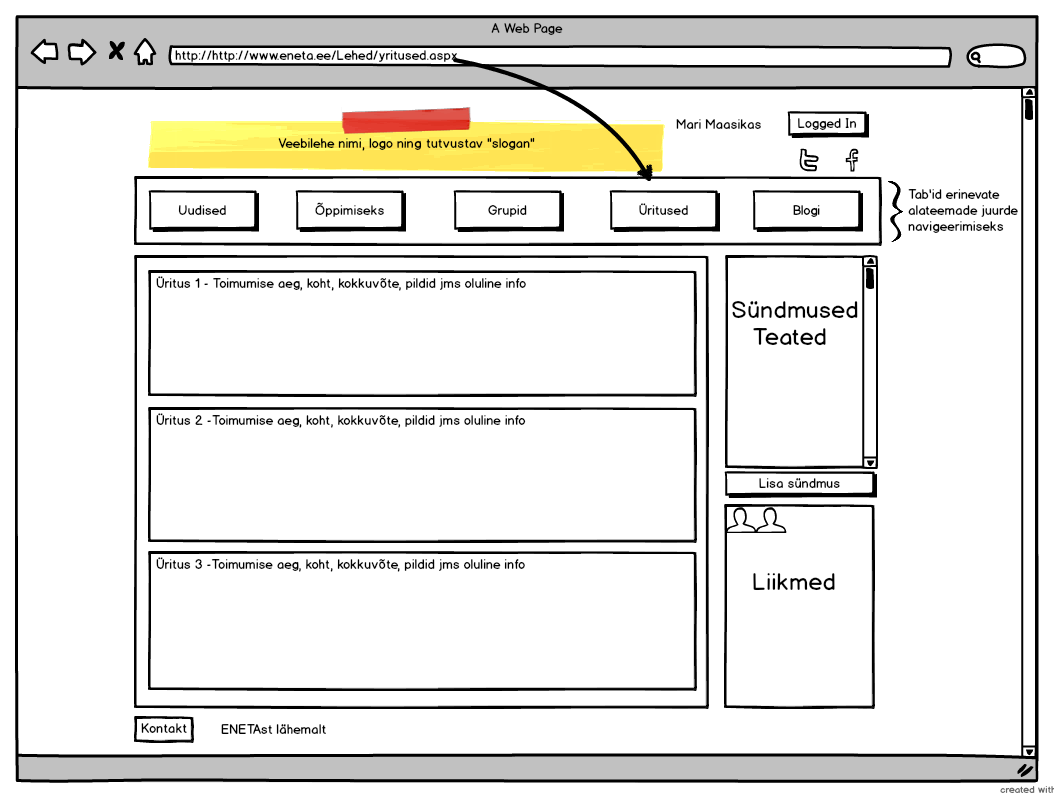 A Web Page
http://http://www.eneta.ee/Lehed/yritused.aspx
Veebilehe nimi, logo ning tutvustav "slogan"
Mari Maasikas
Logged In
Uudised
Õppimiseks
Grupid
Üritused
Blogi
Tab'id erinevate
alateemade juurde
navigeerimiseks
Üritus 1 - Toimumise aeg, koht, kokkuvõte, pildid jms oluline info
Üritus 2 -Toimumise aeg, koht, kokkuvõte, pildid jms oluline info
Üritus 3 -Toimumise aeg, koht, kokkuvõte, pildid jms oluline info
Sündmused
Teated
Lisa sündmus
Liikmed
Kontakt
ENETAst lähemalt
created with